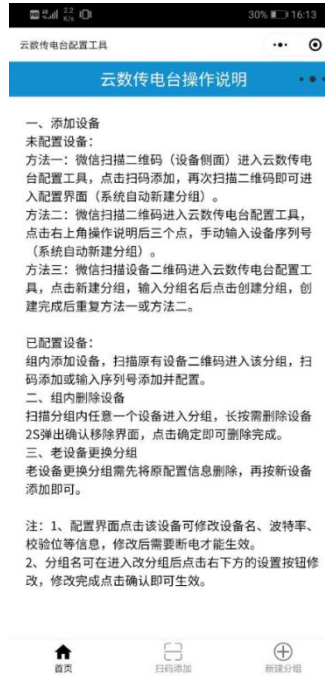 30% 16:13
云数传电台配置工具
云数传电台操作说明
一、添加设备
未配置设备：
方法一：微信扫描二维码（设备侧面）进入云数传电
台配置工具，点击扫码添加，再次扫描二维码即可进
入配置界面（系统自动新建分组）。
方法二：微信扫描二维码进入云数传电台配置工具，
点击右上角操作说明后三个点，手动输入设备序列号
（系统自动新建分组）。
方法三：微信扫描设备二维码进入云数传电台配置工
具，点击新建分组，输入分组名后点击创建分组，创
建完成后重复方法一或方法二。
已配置设备：
组内添加设备，扫描原有设备二维码进入该分组，扫
码添加或输入序列号添加并配置。
二、组内删除设备
扫描分组内任意一个设备进入分组，长按需删除设备
2S弹出确认移除界面，点击确定即可删除完成。
三、老设备更换分组
老设备更换分组需先将原配置信息删除，再按新设备
添加即可。
注：1、配置界面点击该设备可修改设备名、波特率、
校验位等信息，修改后需要断电才能生效。
2、分组名可在进入改分组后点击右下方的设置按钮修
改，修改完成点击确认即可生效。
首页 扫码添加 新建分组